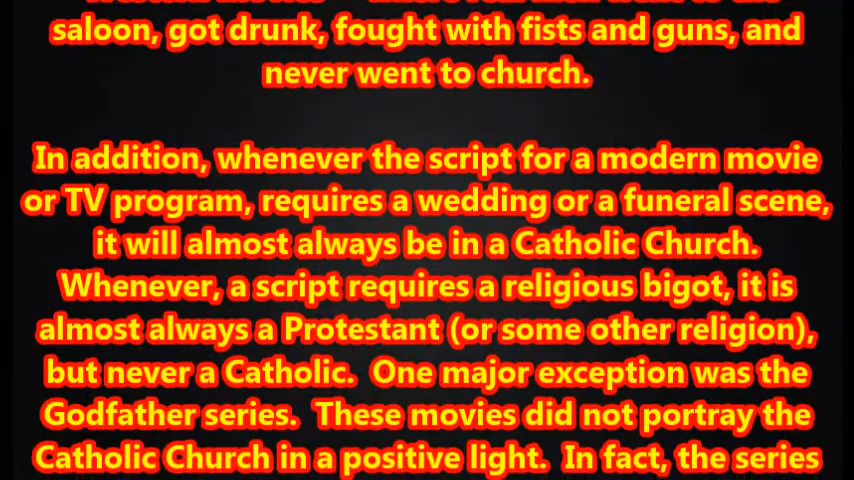 saloon, got drunk, fought with fists and guns, and
never went to church.
In addition, whenever the script for a modern movie
or TV program, requires a wedding or a funeral scene,
it will almost always be in a Catholic Church.
Whenever, a script requires a religious bigot, it is
almost always a Protestant (or some other religion),
but never a Catholic.  One major exception was the
Godfather series.  These movies did not portray the
Catholic Church in a positive light.  In fact, the series